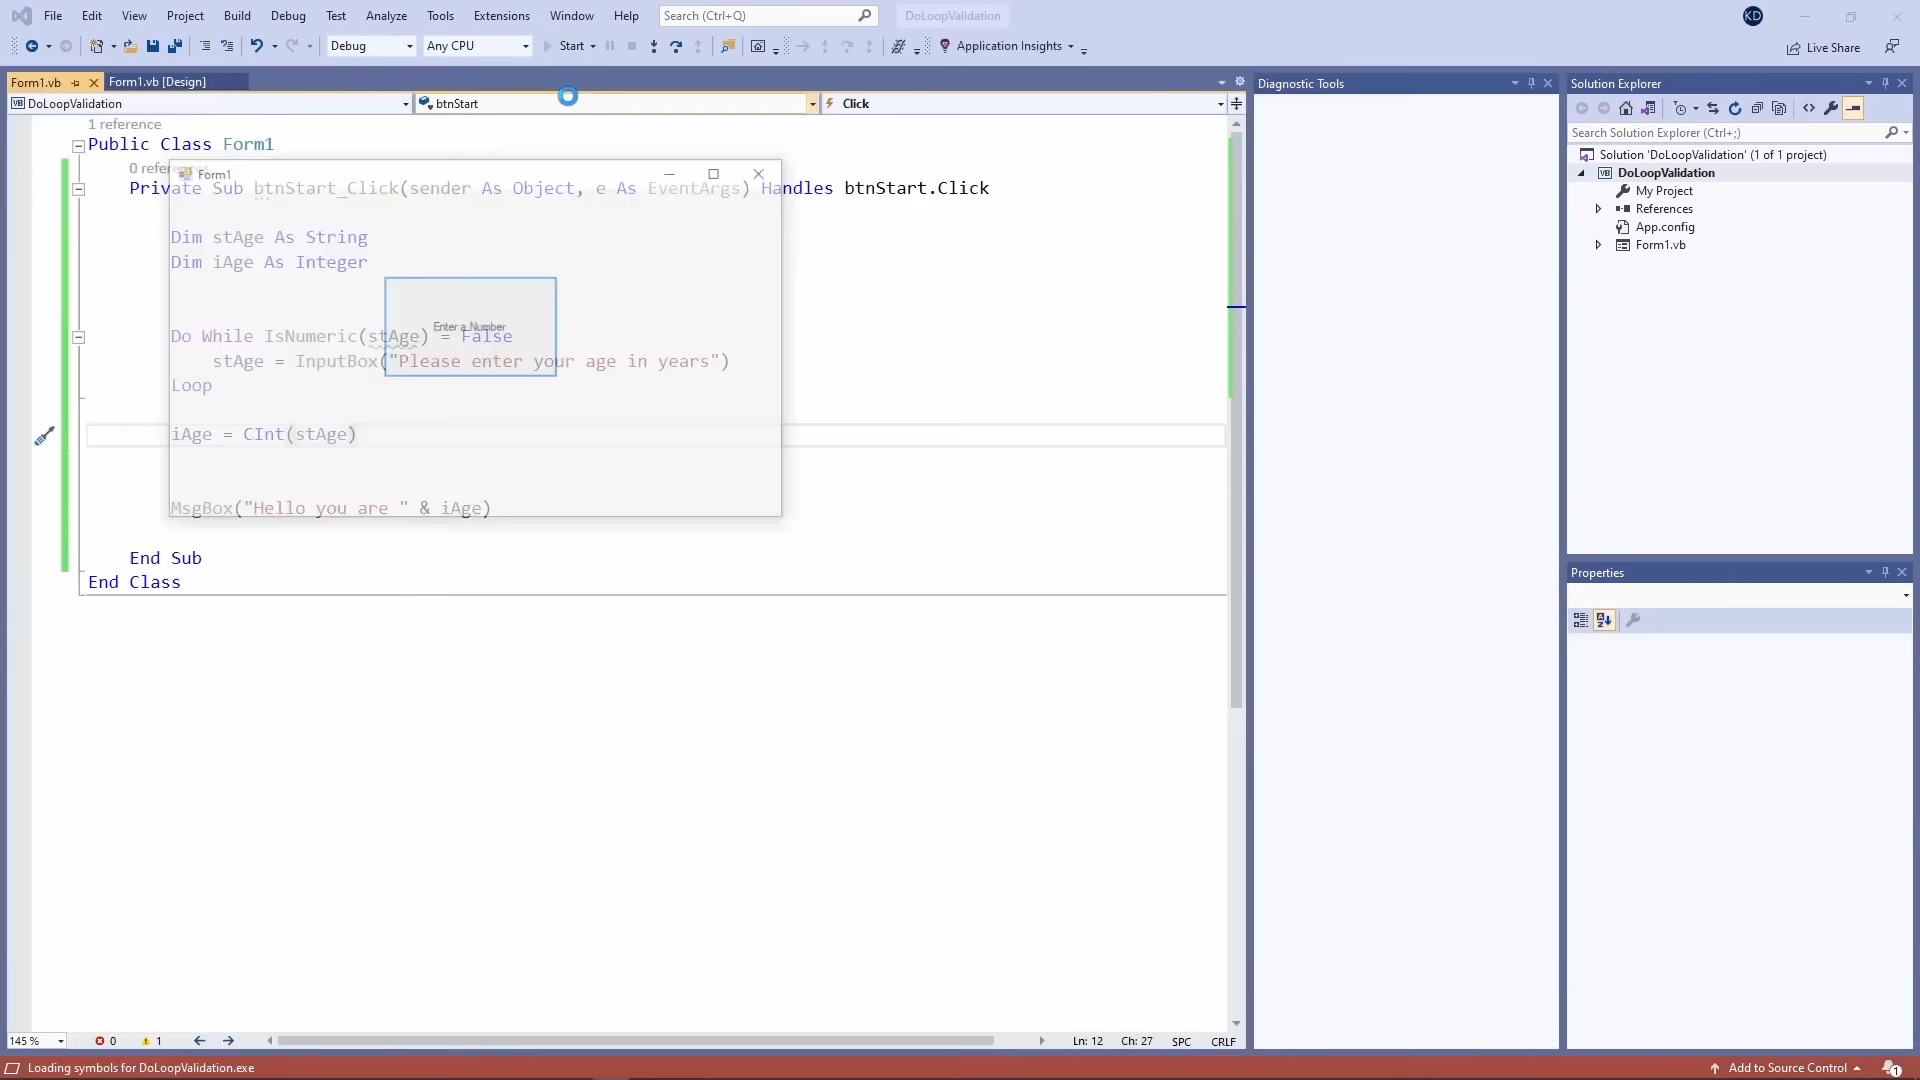 File Edit View Project Build Debug Test Analyze Tools Extensions Window Help Search (Ctrl+Q) DoLoopValidation KD
Debug Any CPU Start Application Insights Live Share
Form1.vb Form1.vb [Design]
DoLoopValidation btnStart Click
1 reference
Public Class Form1
0 references
Form1
Private Sub btnStart_Click(sender As Object, e As EventArgs) Handles btnStart.Click
Dim stAge As String
Dim iAge As Integer
Enter a Number
Do While IsNumeric(stAge) = False
stAge = InputBox("Please enter your age in years")
Loop
iAge = CInt(stAge)
MsgBox("Hello you are " & iAge)
End Sub
End Class
145 % 0 1 Ln: 12 Ch: 27 SPC CRLF
Diagnostic Tools
Solution Explorer
Search Solution Explorer (Ctrl+;)
Solution 'DoLoopValidation' (1 of 1 project)
VB DoLoopValidation
My Project
References
App.config
Form1.vb
Properties
Loading symbols for DoLoopValidation.exe Add to Source Control 1